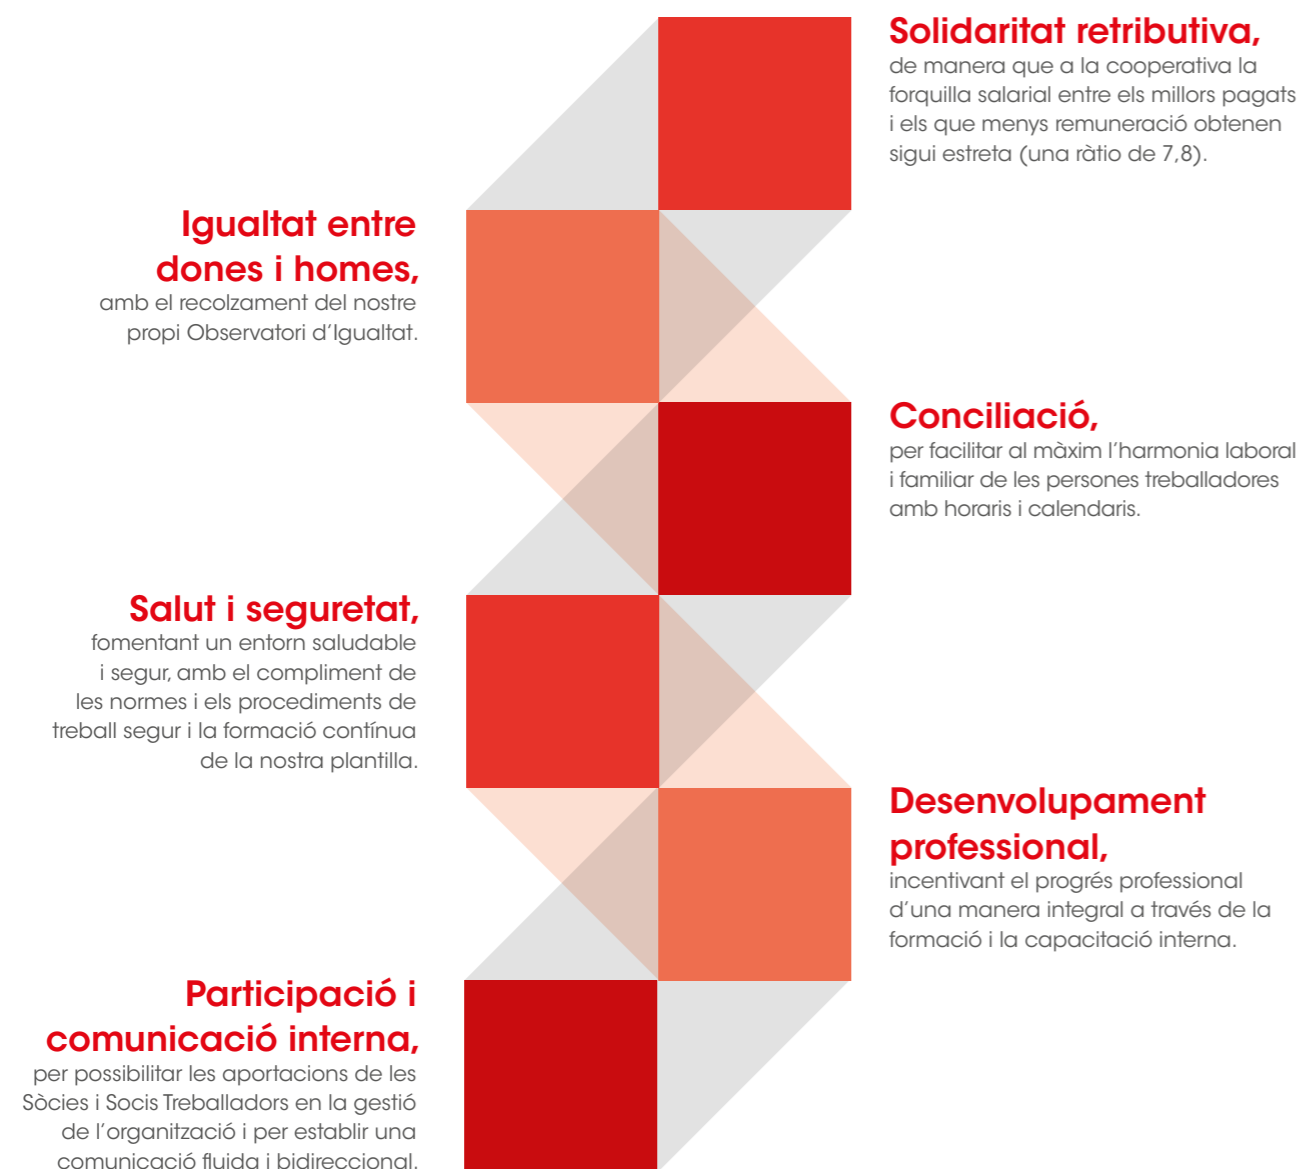 Solidaritat retributiva,
de manera que a la cooperativa la
forquilla salarial entre els millors pagats
i els que menys remuneració obtenen
sigui estreta (una ràtio de 7,8).
Igualtat entre
dones i homes,
amb el recolzament del nostre
propi Observatori d'Igualtat.
Conciliació,
per facilitar al màxim l'harmonia laboral
i familiar de les persones treballadores
amb horaris i calendaris.
Salut i seguretat,
fomentant un entorn saludable
i segur, amb el compliment de
les normes i els procediments de
treball segur i la formació contínua
de la nostra plantilla.
Desenvolupament
professional,
incentivant el progrés professional
d'una manera integral a través de la
formació i la capacitació interna.
Participació i
comunicació interna,
per possibilitar les aportacions de les
Sòcies i Socis Treballadors en la gestió
de l'organització i per establir una
comunicació fluida i bidireccional.